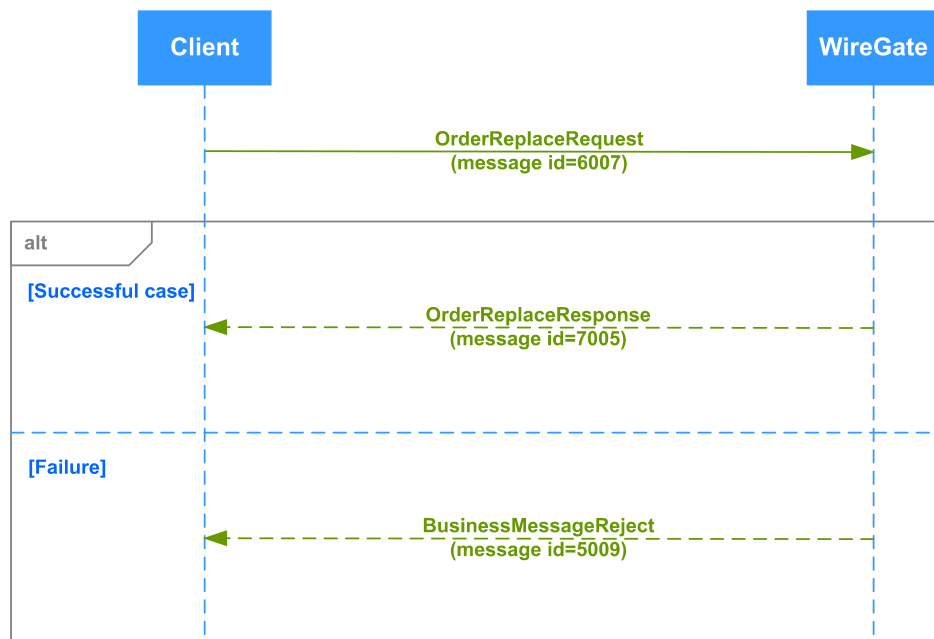 Client
WireGate
OrderReplaceRequest
(message id=6007)
alt
[Successful case]
OrderReplaceResponse
(message id=7005)
[Failure]
BusinessMessageReject
(message id=5009)